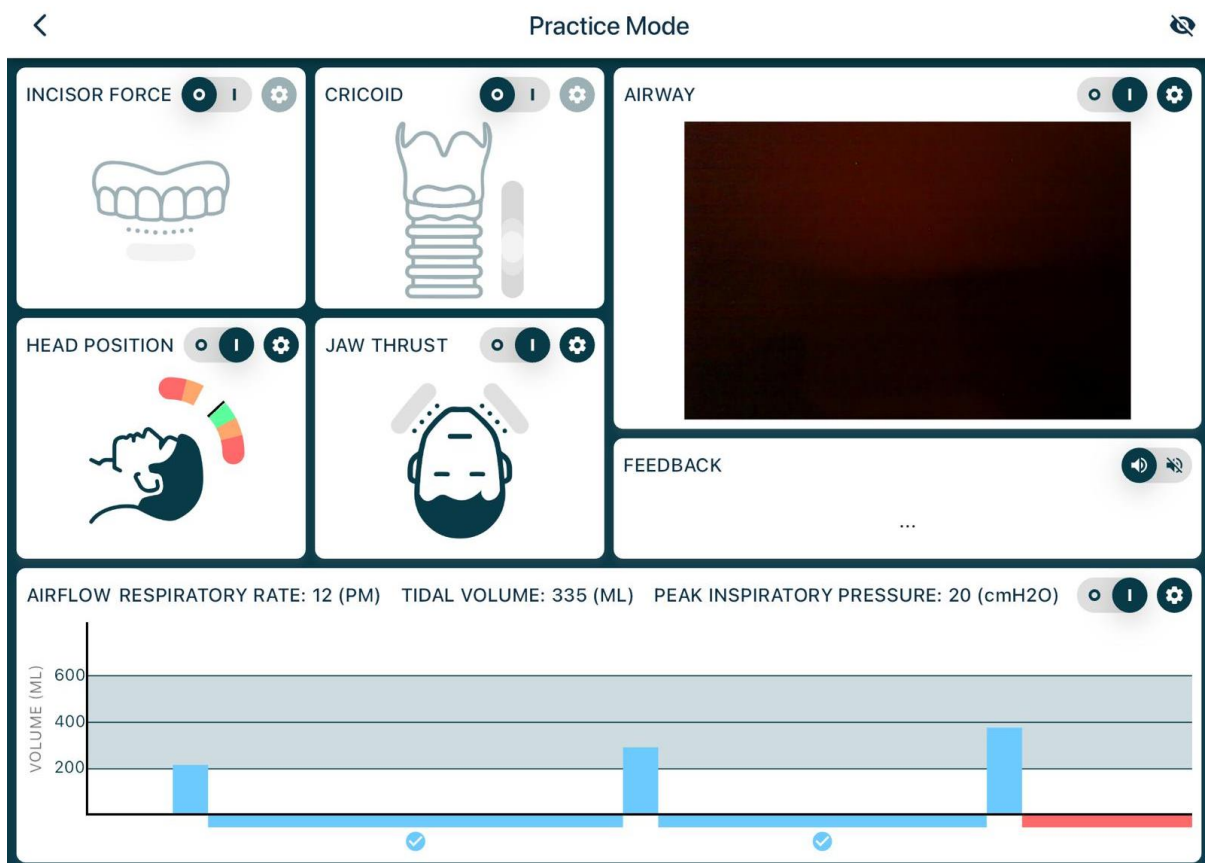 Practice Mode
INCISOR FORCE
CRICOID
AIRWAY
HEAD POSITION
JAW THRUST
FEEDBACK
...
AIRFLOW RESPIRATORY RATE: 12 (PM) TIDAL VOLUME: 335 (ML) PEAK INSPIRATORY PRESSURE: 20 (cmH2O)
VOLUME (ML)
600
400
200